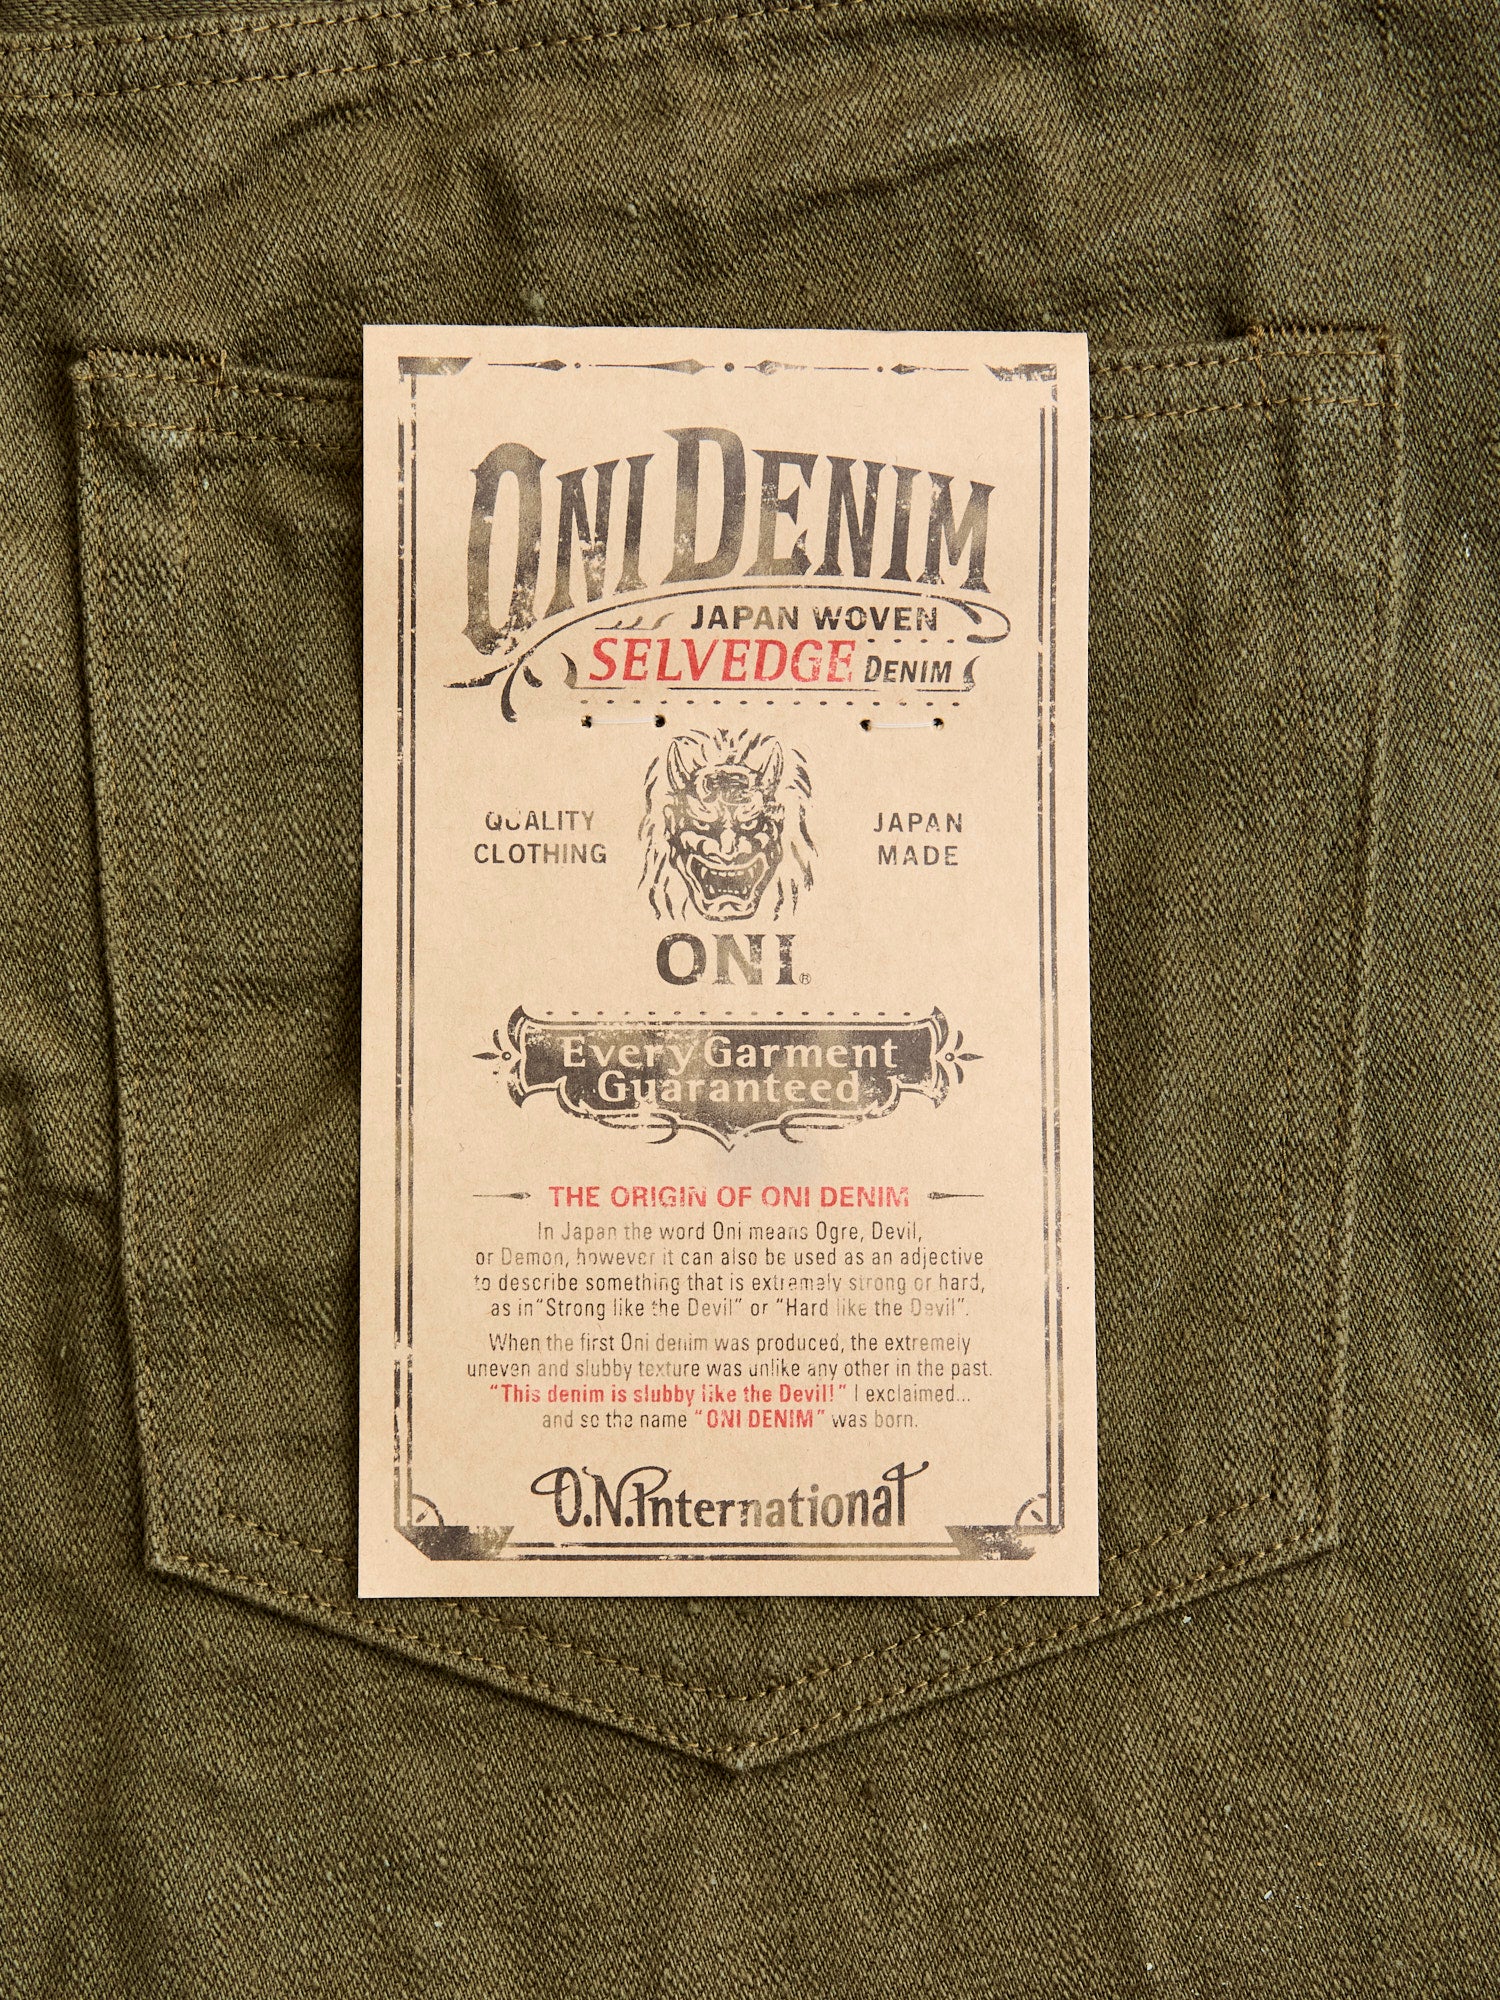 ONI DENIM
JAPAN WOVEN
SELVEDGE DENIM
QUALITY
CLOTHING
JAPAN
MADE
ONI®
Every Garment
Guaranteed
THE ORIGIN OF ONI DENIM
In Japan the word Oni means Ogre, Devil,
or Demon, however it can also be used as an adjective
to describe something that is extremely strong or hard,
as in"Strong like the Devil" or "Hard like the Devil".
When the first Oni denim was produced, the extremely
uneven and slubby texture was unlike any other in the past.
"This denim is slubby like the Devil!" I exclaimed...
and so the name "ONI DENIM" was born.
O.N.International